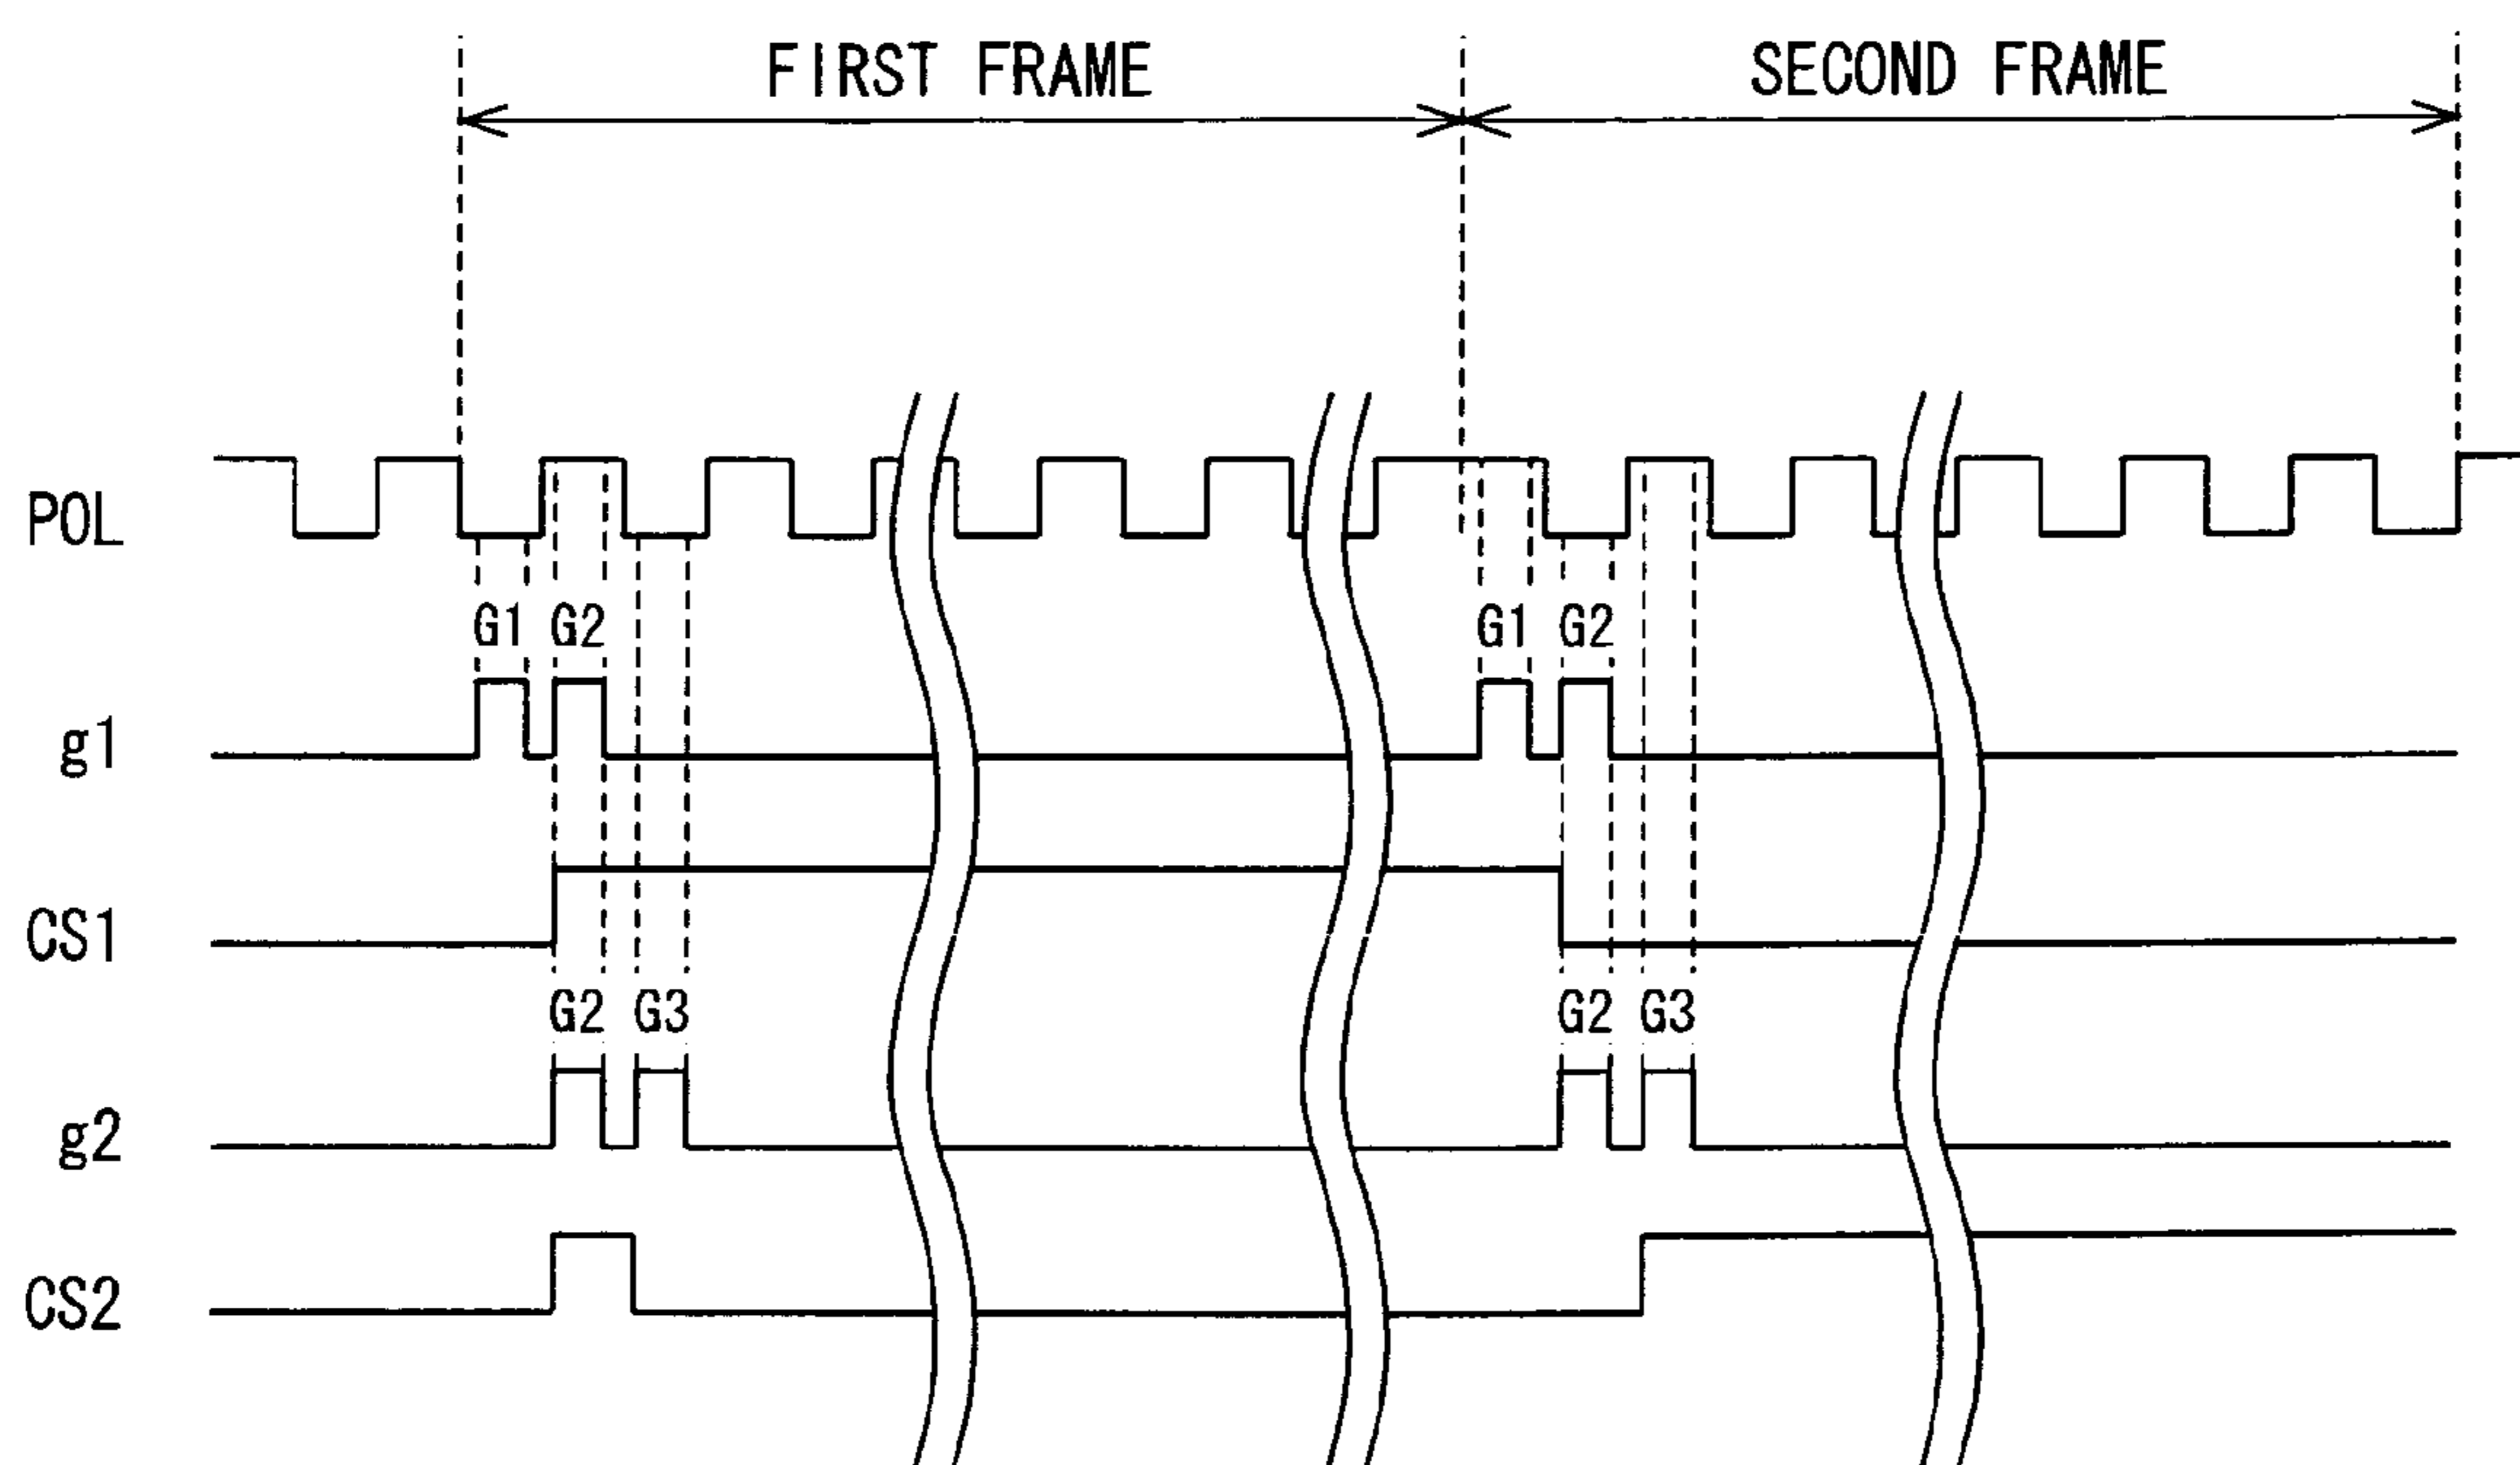 FIRST FRAME SECOND FRAME
POL
G1 G2 G1 G2
g1
CS1
G2 G3 G2 G3
g2
CS2